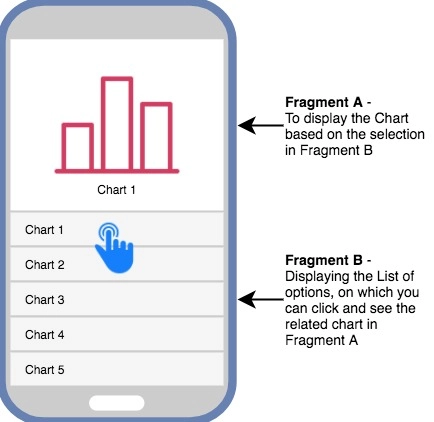 Chart 1
Chart 1
Chart 2
Chart 3
Chart 4
Chart 5
Fragment A -
To display the Chart
based on the selection
in Fragment B
Fragment B -
Displaying the List of
options, on which you
can click and see the
related chart in
Fragment A